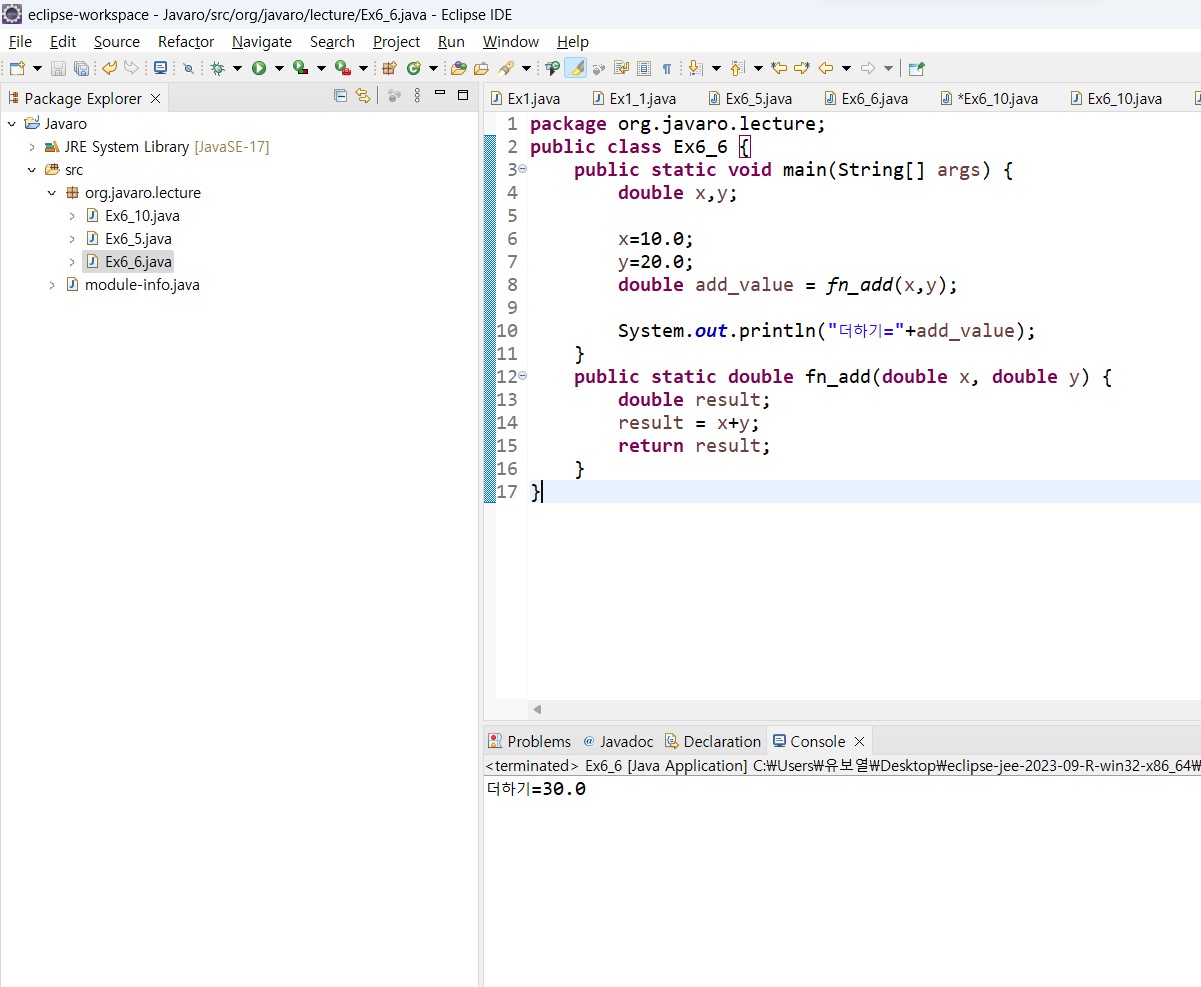 eclipse-workspace - Javaro/src/org/javaro/lecture/Ex6_6.java - Eclipse IDE
File Edit Source Refactor Navigate Search Project Run Window Help
Package Explorer
Javaro
JRE System Library [JavaSE-17]
src
org.javaro.lecture
Ex6_10.java
Ex6_5.java
Ex6_6.java
module-info.java
Ex1.java Ex1_1.java Ex6_5.java Ex6_6.java *Ex6_10.java Ex6_10.java
1 package org.javaro.lecture;
2 public class Ex6_6 {
3 public static void main(String[] args) {
4 double x,y;
5
6 x=10.0;
7 y=20.0;
8 double add_value = fn_add(x,y);
9
10 System.out.println("더하기="+add_value);
11 }
12 public static double fn_add(double x, double y) {
13 double result;
14 result = x+y;
15 return result;
16 }
17 }
Problems @ Javadoc Declaration Console
<terminated> Ex6_6 [Java Application] C:₩Users₩유보열₩Desktop₩eclipse-jee-2023-09-R-win32-x86_64₩
더하기=30.0